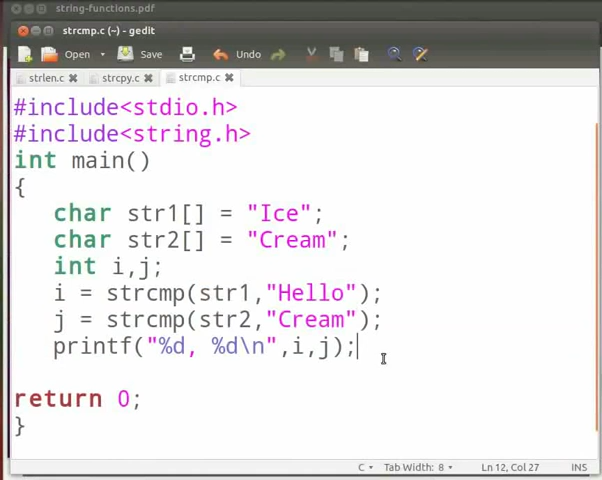 string-functions.pdf
strcmp.c (~) - gedit
Open Save Undo
strlen.c strcpy.c strcmp.c
#include<stdio.h>
#include<string.h>
int main()
{
char str1[] = "Ice";
char str2[] = "Cream";
int i,j;
i = strcmp(str1,"Hello");
j = strcmp(str2,"Cream");
printf("%d, %d\n",i,j);
return 0;
}
C Tab Width: 8 Ln 12, Col 27 INS